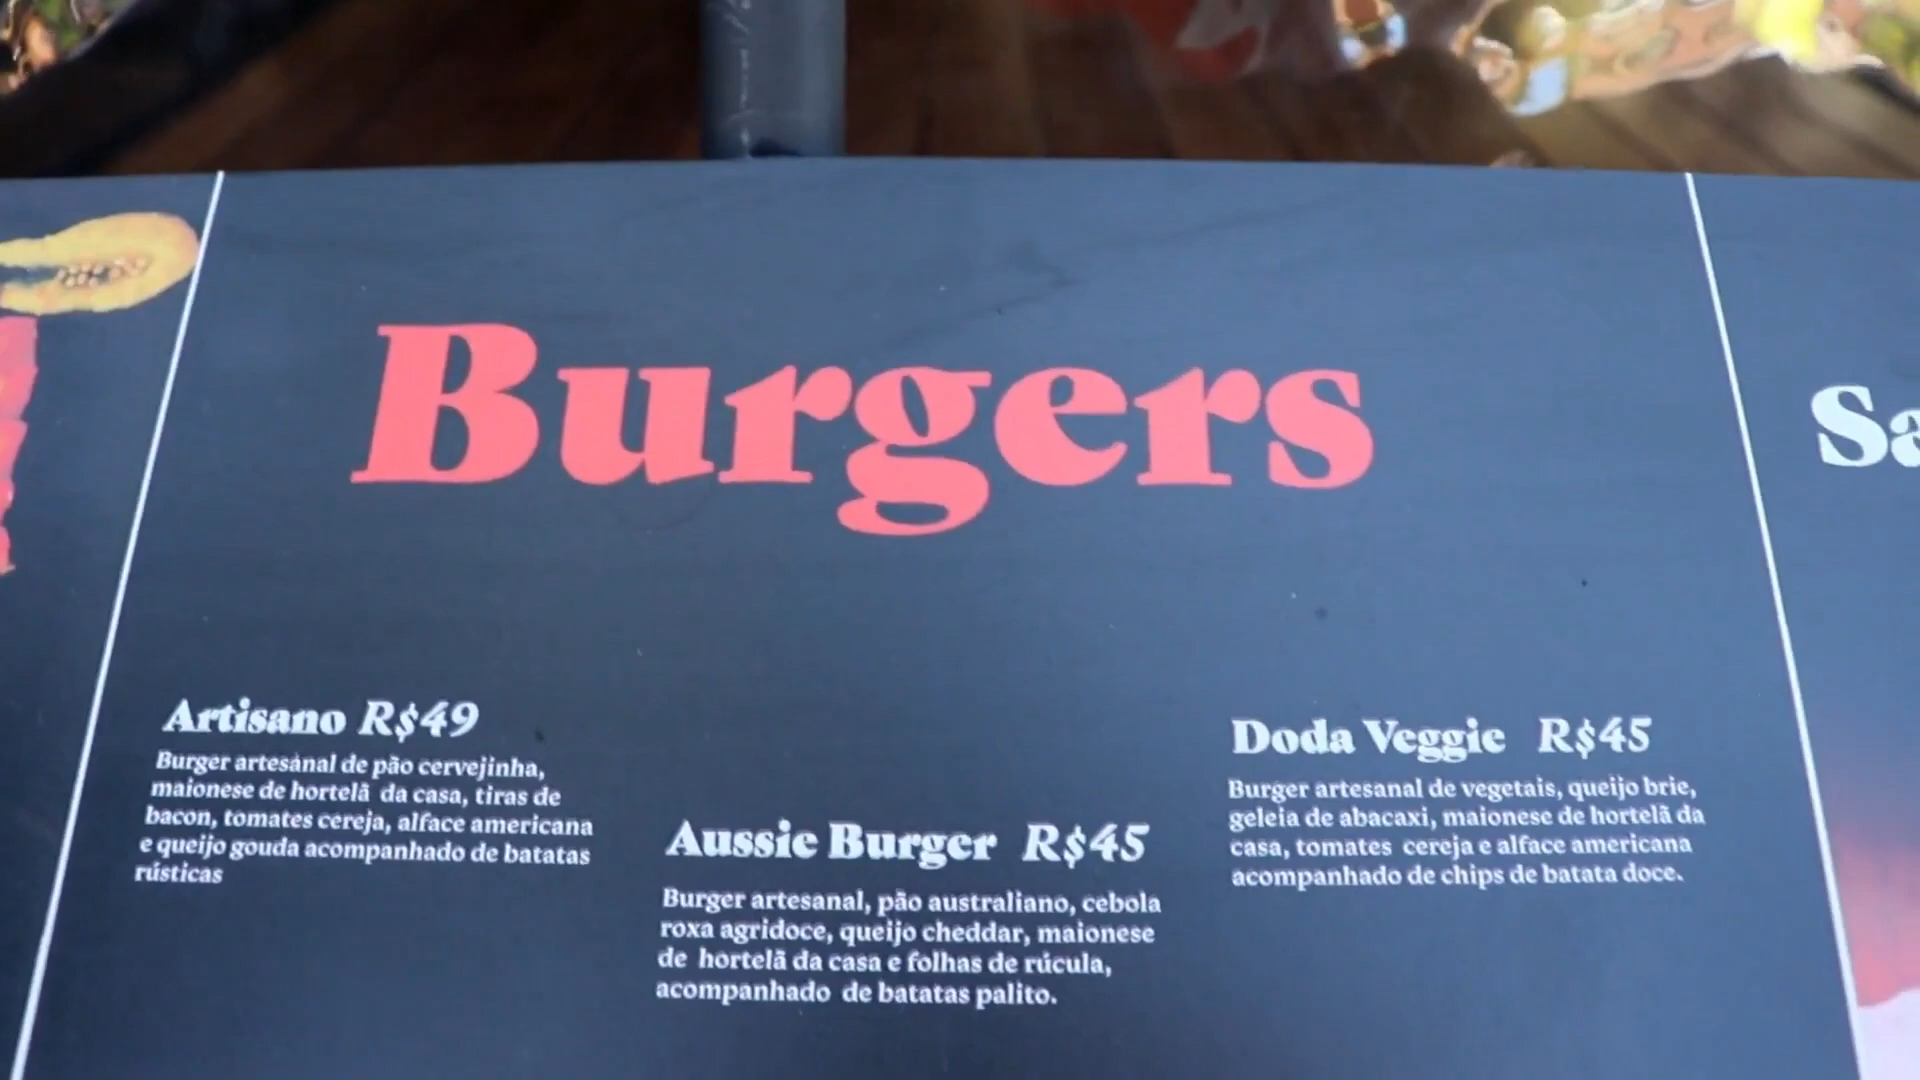 Burgers
Sa
Artisano R$49
Burger artesanal de pão cervejinha,
maionese de hortelã da casa, tiras de
bacon, tomates cereja, alface americana
e queijo gouda acompanhado de batatas
rústicas
Aussie Burger R$45
Burger artesanal, pão australiano, cebola
roxa agridoce, queijo cheddar, maionese
de hortelã da casa e folhas de rúcula,
acompanhado de batatas palito.
Doda Veggie R$45
Burger artesanal de vegetais, queijo brie,
geleia de abacaxi, maionese de hortelã da
casa, tomates cereja e alface americana
acompanhado de chips de batata doce.